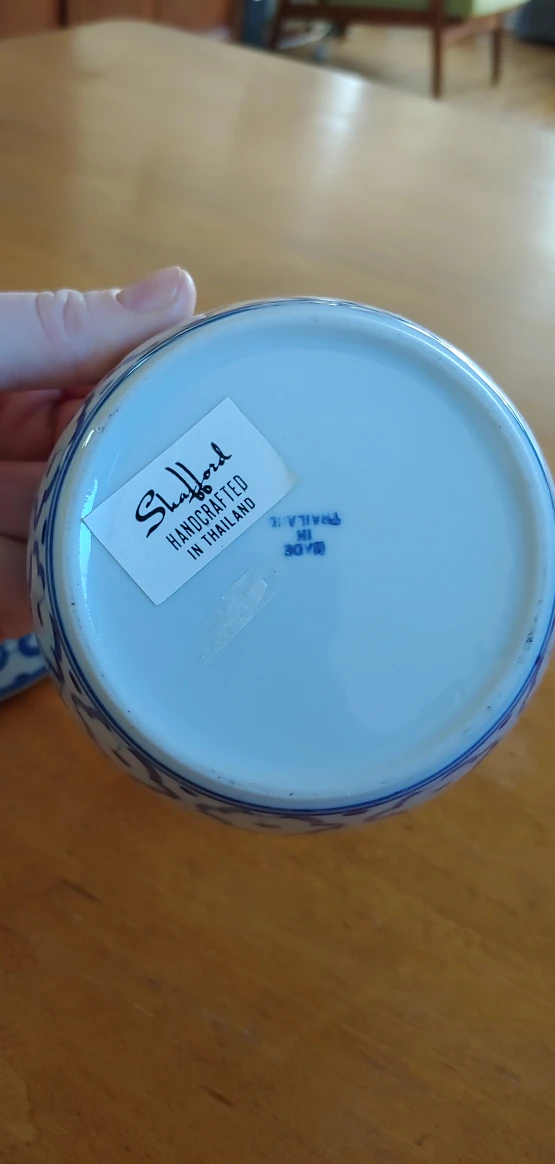 Shafford
HANDCRAFTED
IN THAILAND
MADE
IN
THAILAND